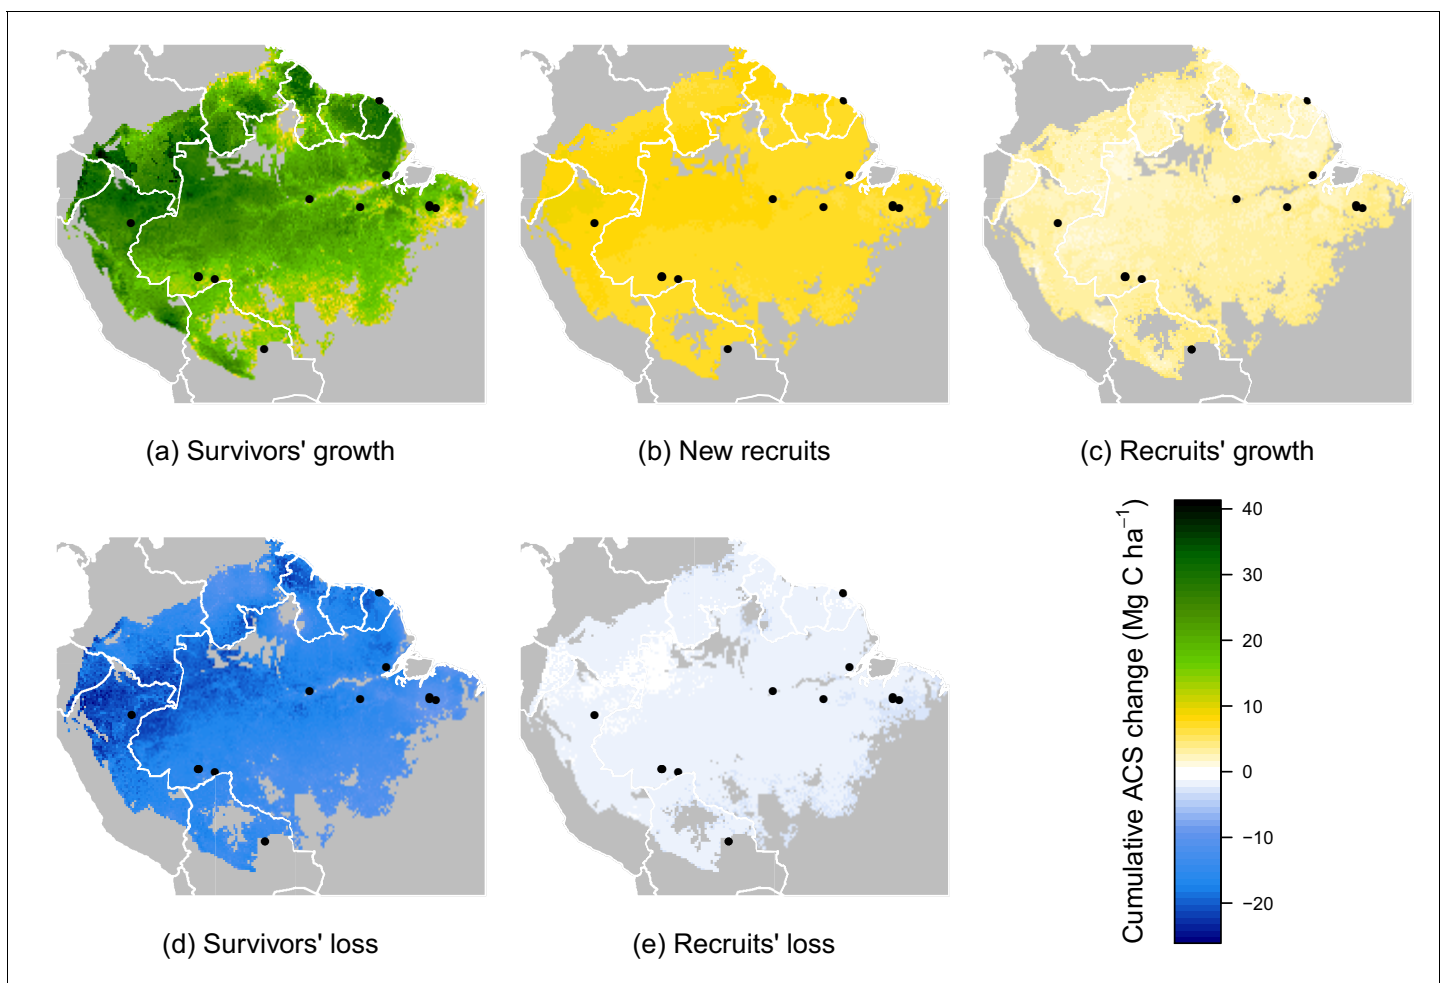 (a) Survivors' growth
(b) New recruits
(c) Recruits' growth
(d) Survivors' loss
(e) Recruits' loss
Cumulative ACS change (Mg C ha⁻¹)
40
30
20
10
0
−10
−20